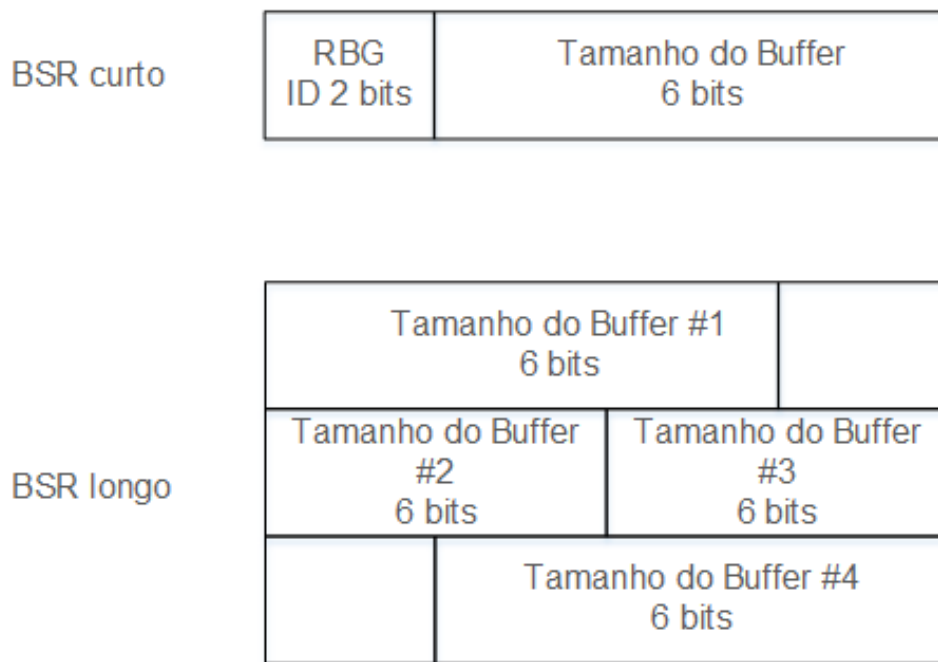 BSR curto
RBG
ID 2 bits
Tamanho do Buffer
6 bits
Tamanho do Buffer #1
6 bits
BSR longo
Tamanho do Buffer
#2
6 bits
Tamanho do Buffer
#3
6 bits
Tamanho do Buffer #4
6 bits